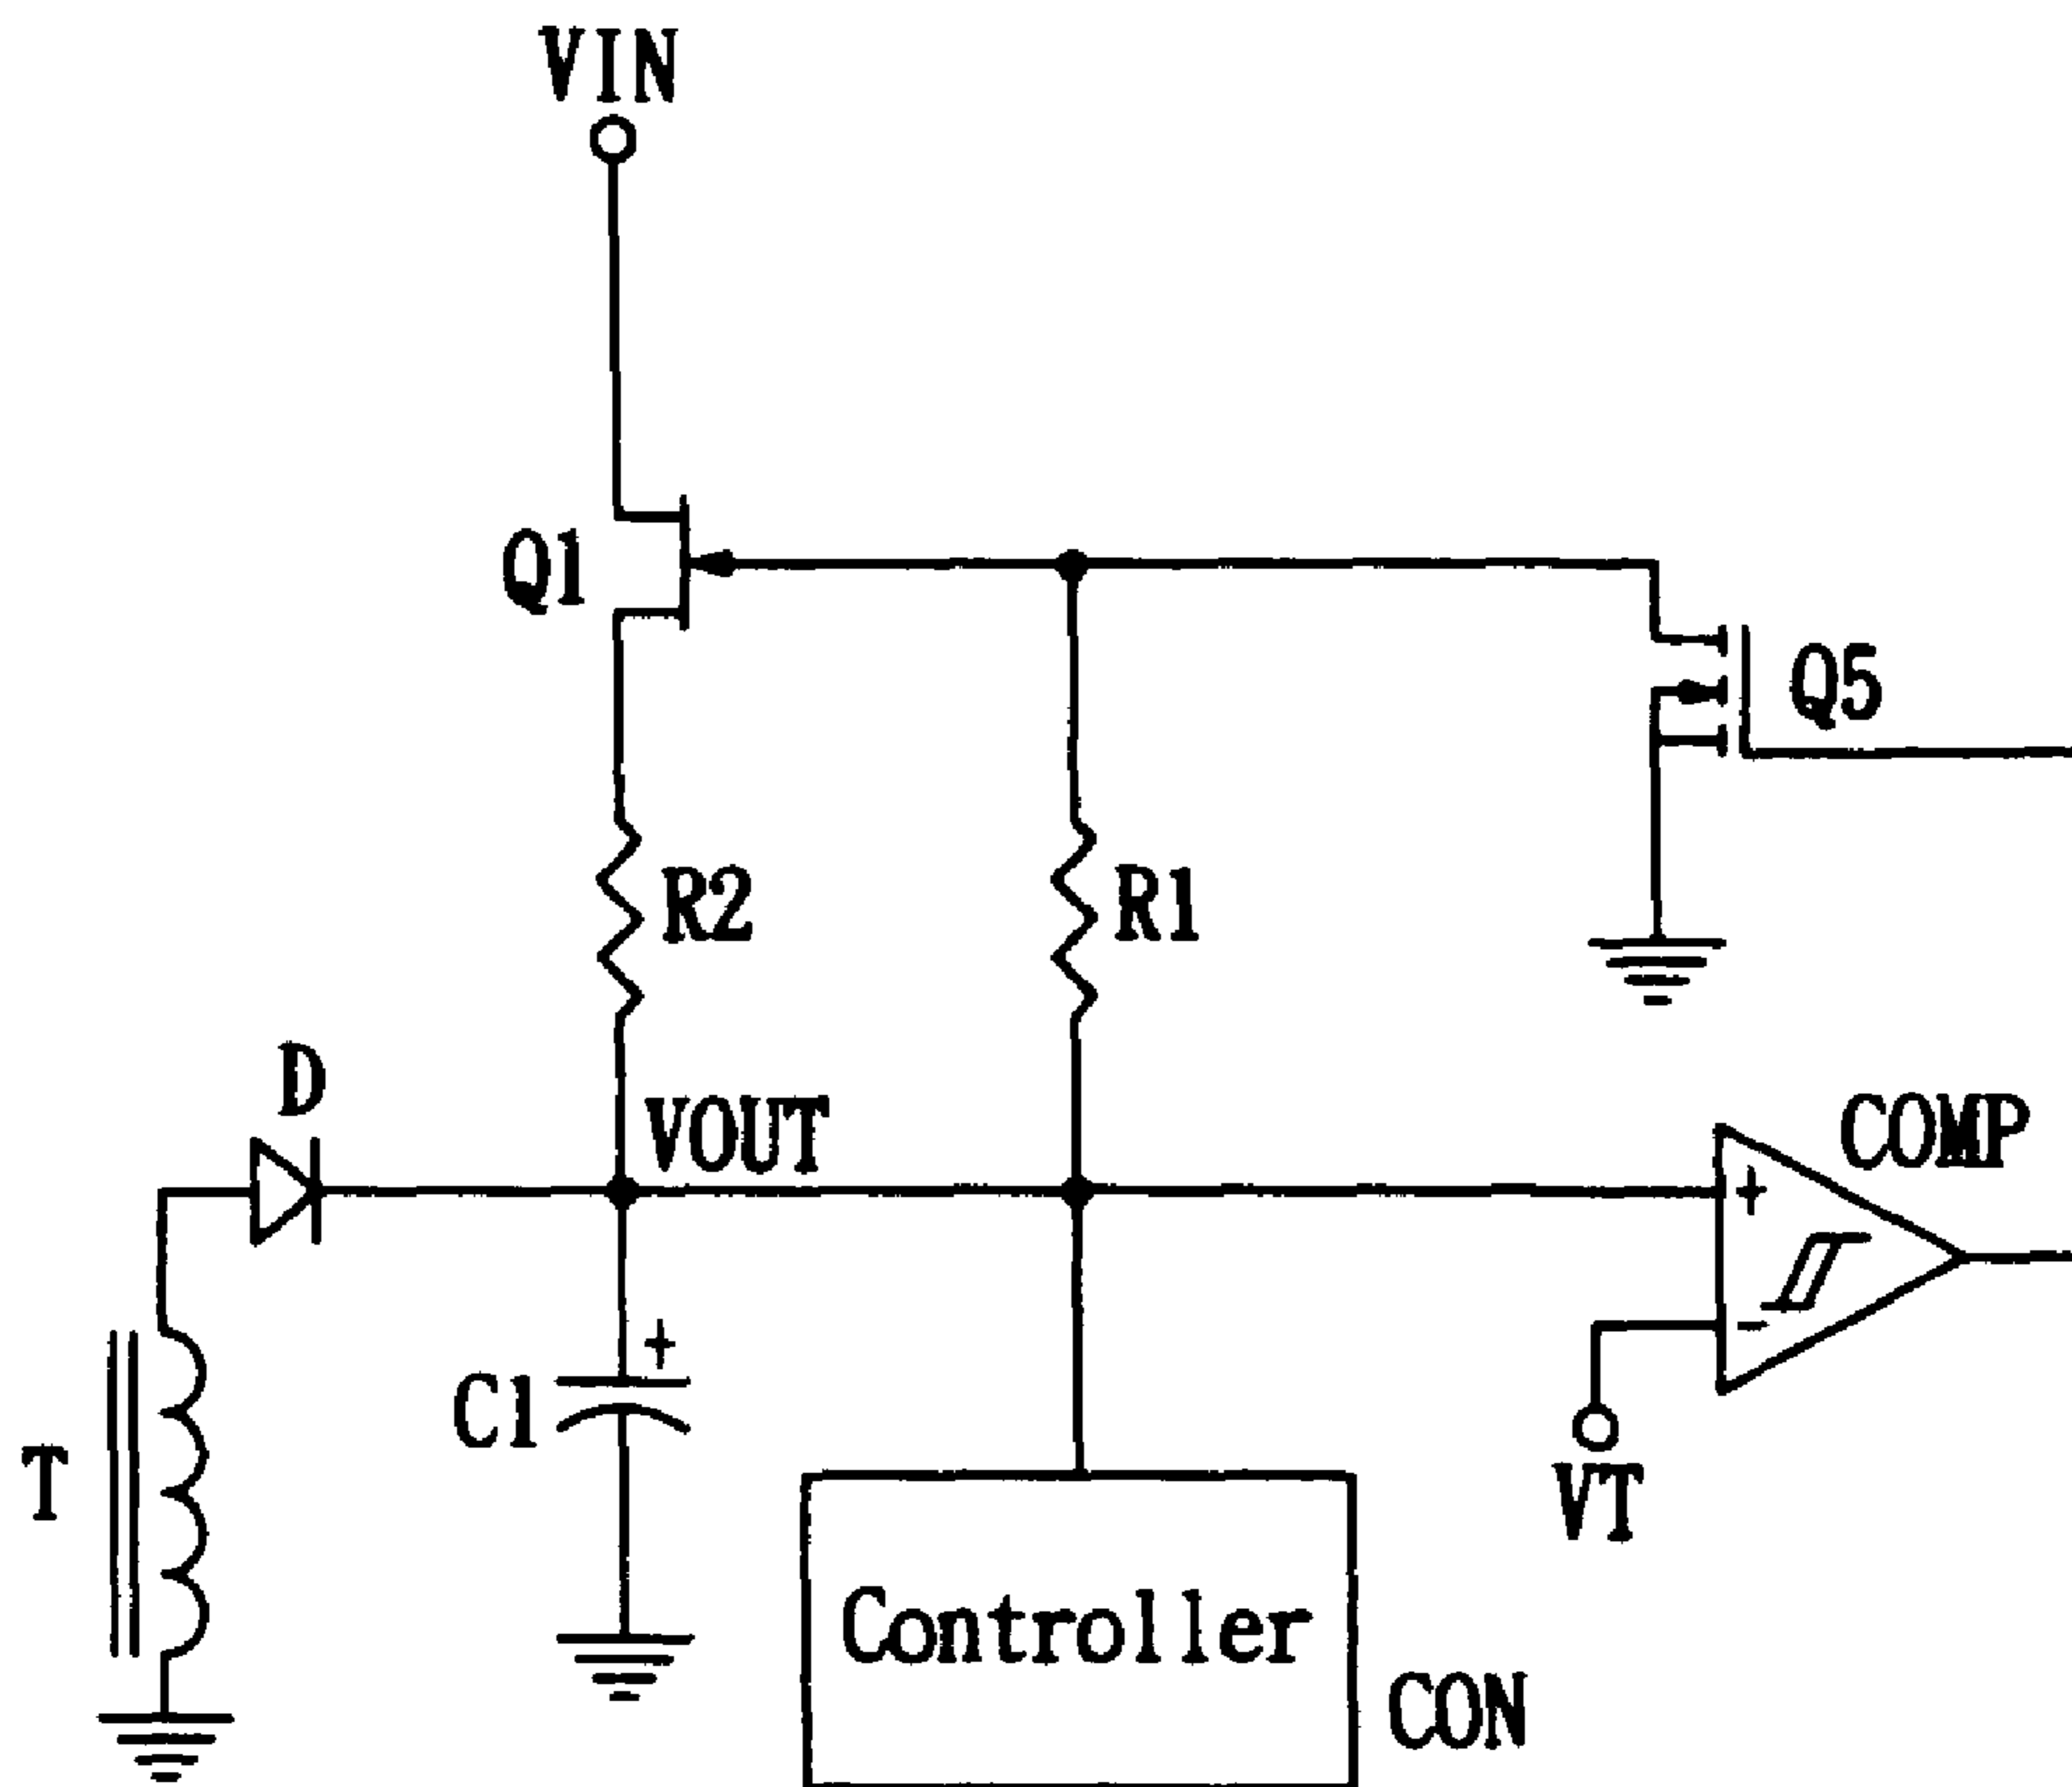 VIN
Q1
Q5
R2
R1
D
VOUT
COMP
+
+
-
C1
T
VT
Controller
CON